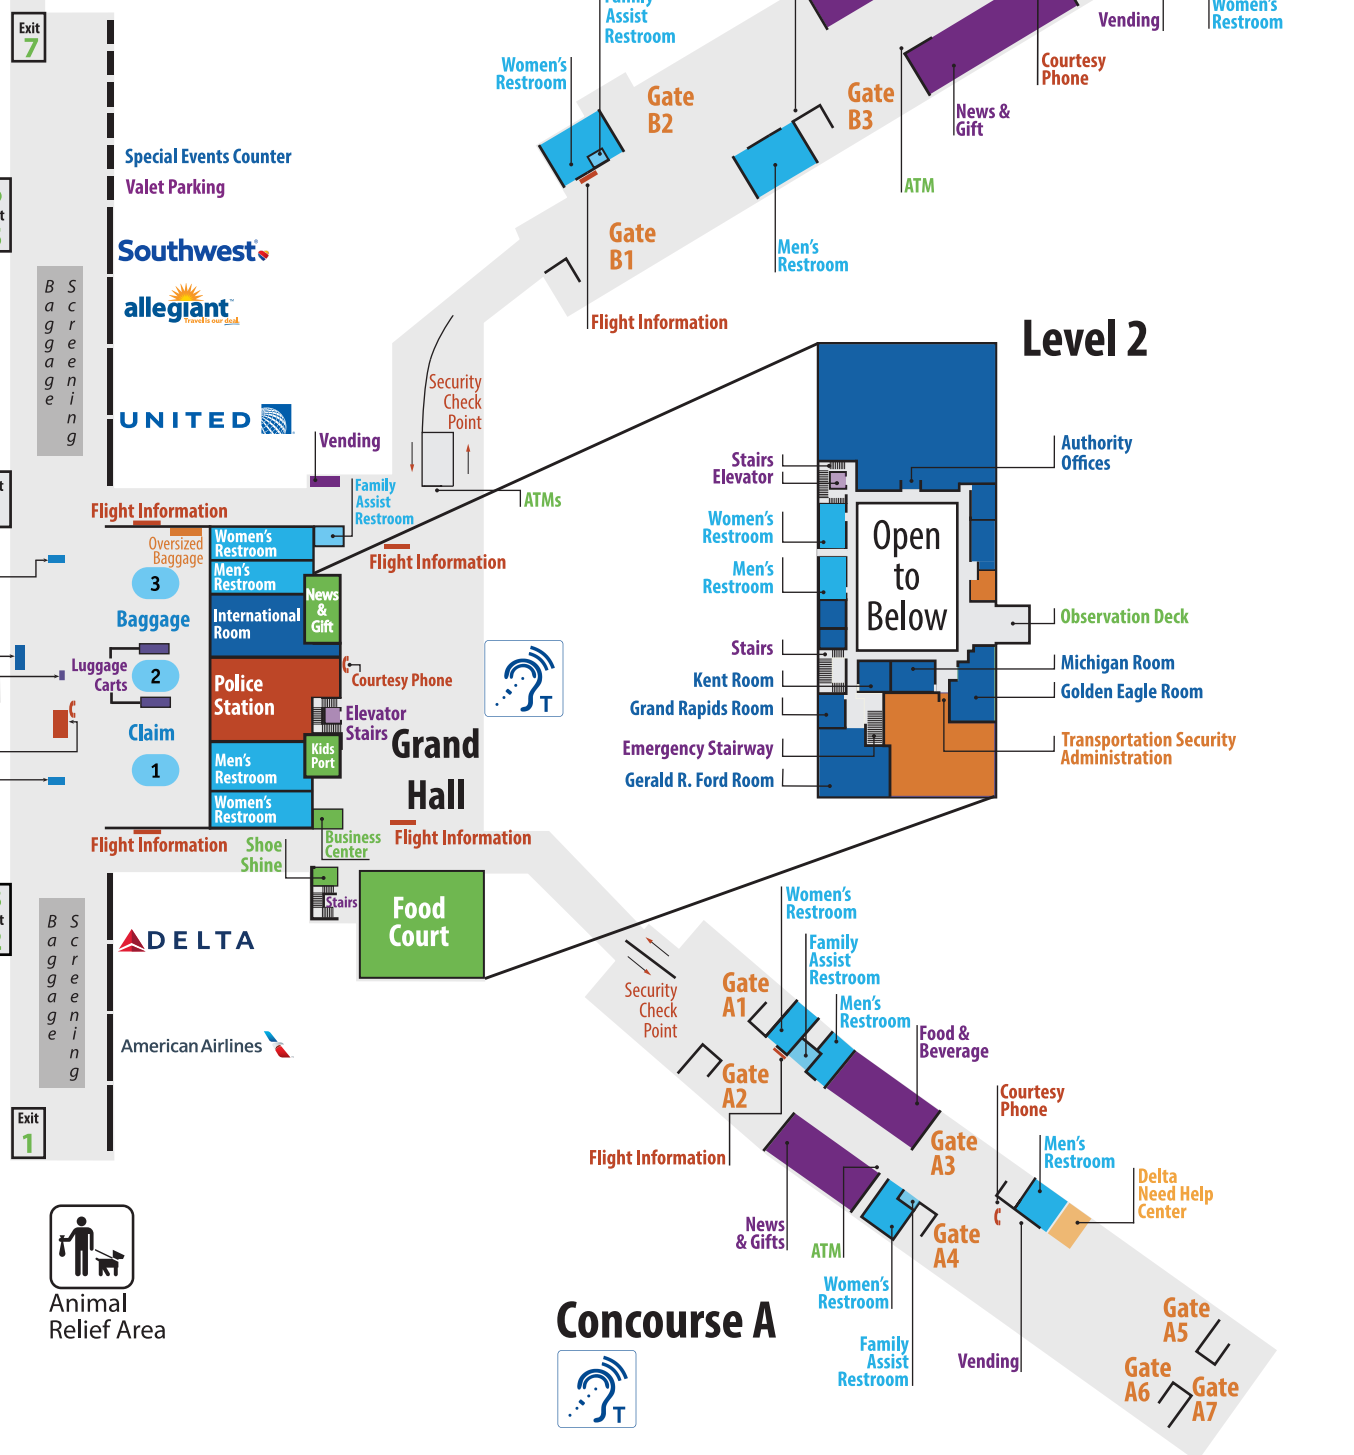 Exit
7
Special Events Counter
Valet Parking
Southwest
allegiant
Travel is our deal.
UNITED
Baggage
Screening
Family
Assist
Restroom
Women's
Restroom
Gate
B2
Gate
B3
News &
Gift
Courtesy
Phone
Vending
Women's
Restroom
ATM
Men's
Restroom
Gate
B1
Flight Information
Security
Check
Point
Vending
ATMs
Family
Assist
Restroom
Flight Information
Flight Information
Oversized
Baggage
3
Baggage
Luggage
Carts
2
Claim
1
Women's
Restroom
Men's
Restroom
International
Room
News
&
Gift
Police
Station
Courtesy Phone
Elevator
Stairs
Kids
Port
Men's
Restroom
Women's
Restroom
Grand
Hall
T
Flight Information
Flight Information
Shoe
Shine
Business
Center
Stairs
Food
Court
Level 2
Authority
Offices
Stairs
Elevator
Women's
Restroom
Men's
Restroom
Open
to
Below
Observation Deck
Stairs
Kent Room
Grand Rapids Room
Emergency Stairway
Gerald R. Ford Room
Michigan Room
Golden Eagle Room
Transportation Security
Administration
Baggage
Screening
DELTA
American Airlines
Exit
1
Animal
Relief Area
Security
Check
Point
Women's
Restroom
Family
Assist
Restroom
Men's
Restroom
Gate
A1
Gate
A2
Food &
Beverage
Flight Information
Gate
A3
Courtesy
Phone
Men's
Restroom
Delta
Need Help
Center
News
& Gifts
ATM
Gate
A4
Women's
Restroom
Family
Assist
Restroom
Vending
Concourse A
T
Gate
A5
Gate
A6
Gate
A7